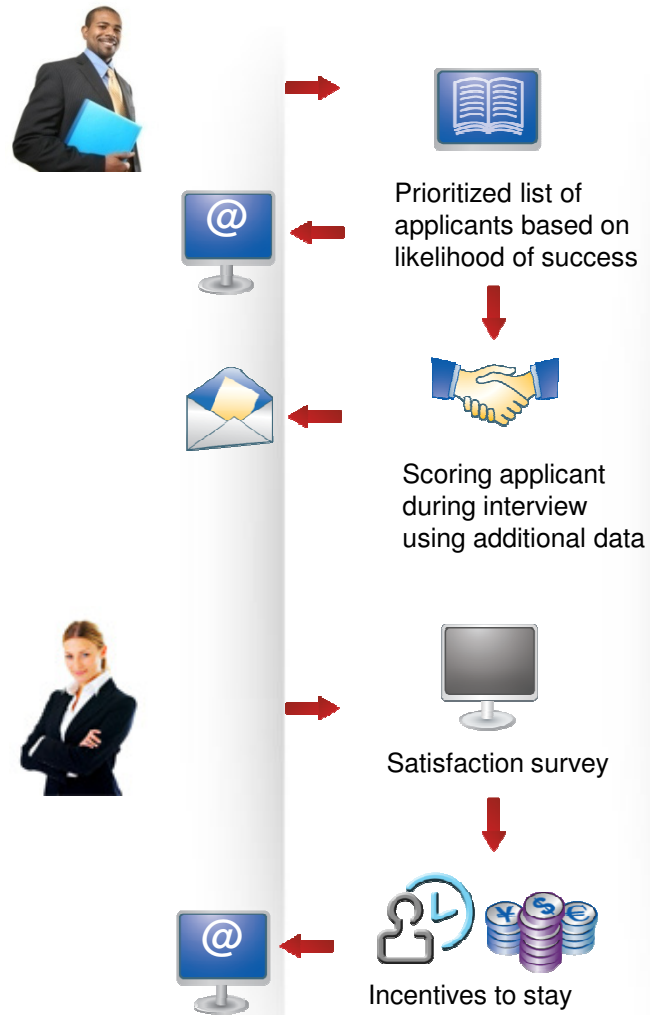 @
Prioritized list of
applicants based on
likelihood of success
Scoring applicant
during interview
using additional data
Satisfaction survey
¥ $ €
@
Incentives to stay